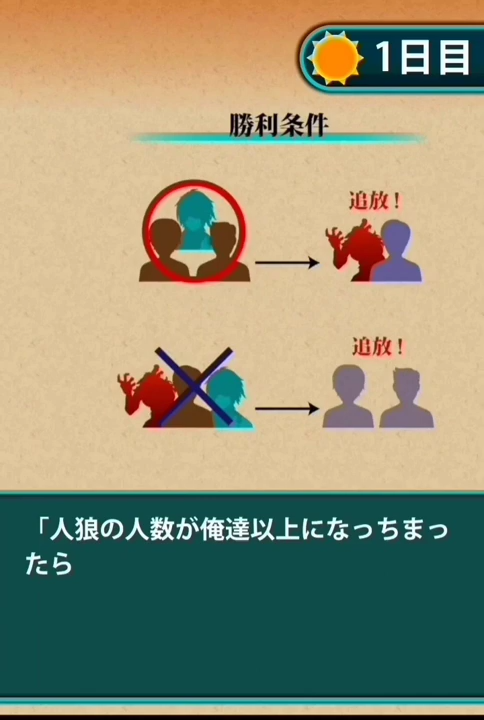 1日目
勝利条件
追放！
追放！
「人狼の人数が俺達以上になっちまっ
たら